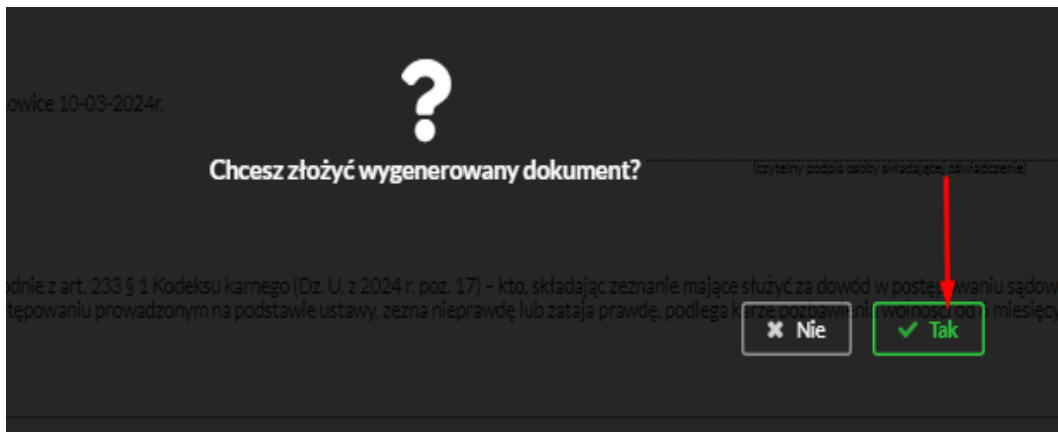 owice 10-03-2024r.
Chcesz złożyć wygenerowany dokument?
(czytelny podpis osoby składającej oświadczenie)
odnie z art. 233 § 1 Kodeksu karnego (Dz. U. z 2024 r. poz. 17) – kto, składając zeznanie mające służyć za dowód w postępowaniu sądow
stępowaniu prowadzonym na podstawie ustawy, zezna nieprawdę lub zataja prawdę, podlega karze pozbawienia wolności od 6 miesięcy
Nie
Tak